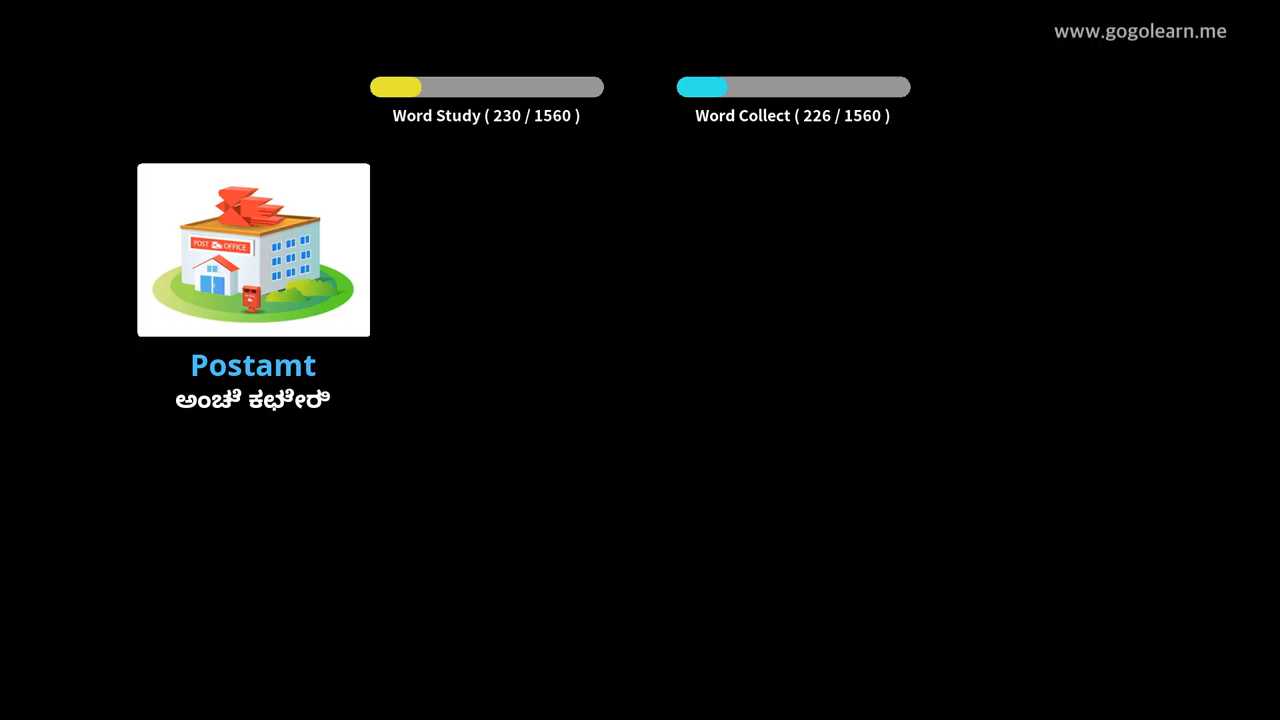 www.gogolearn.me
Word Study ( 230 / 1560 )
Word Collect ( 226 / 1560 )
POST OFFICE
Postamt
ಅಂಚೆ ಕಛೇರಿ